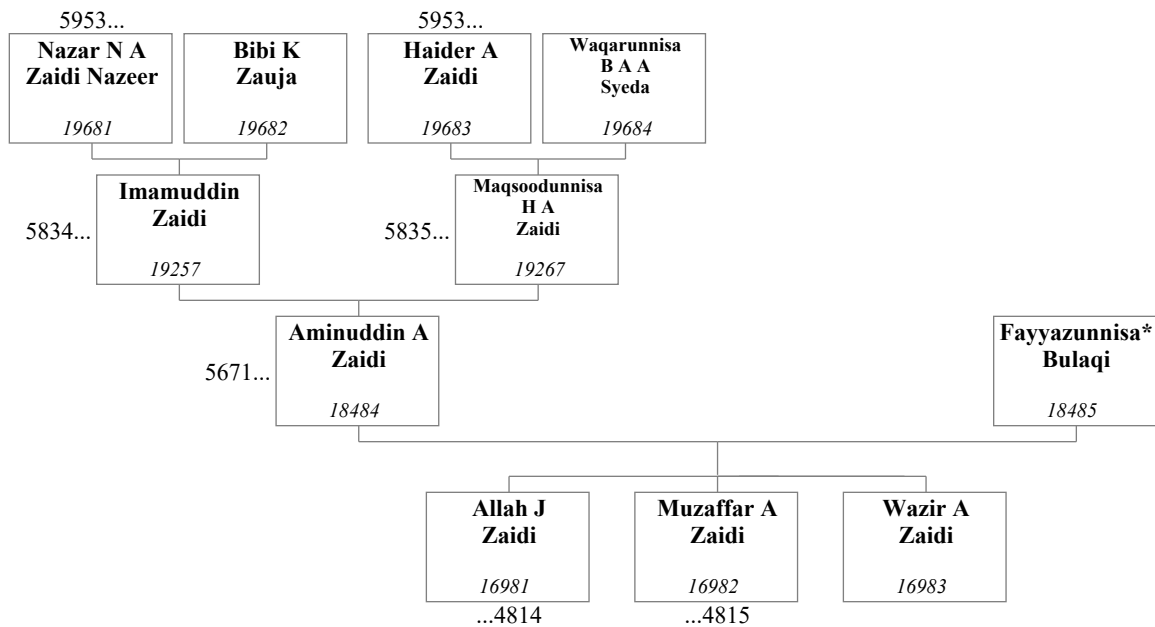 5953...
5953...
Nazar N A
Zaidi Nazeer
19681
Bibi K
Zauja
19682
Haider A
Zaidi
19683
Waqarunnisa
B A A
Syeda
19684
5834...
Imamuddin
Zaidi
19257
5835...
Maqsoodunnisa
H A
Zaidi
19267
5671...
Aminuddin A
Zaidi
18484
Fayyazunnisa*
Bulaqi
18485
Allah J
Zaidi
16981
Muzaffar A
Zaidi
16982
Wazir A
Zaidi
16983
...4814
...4815